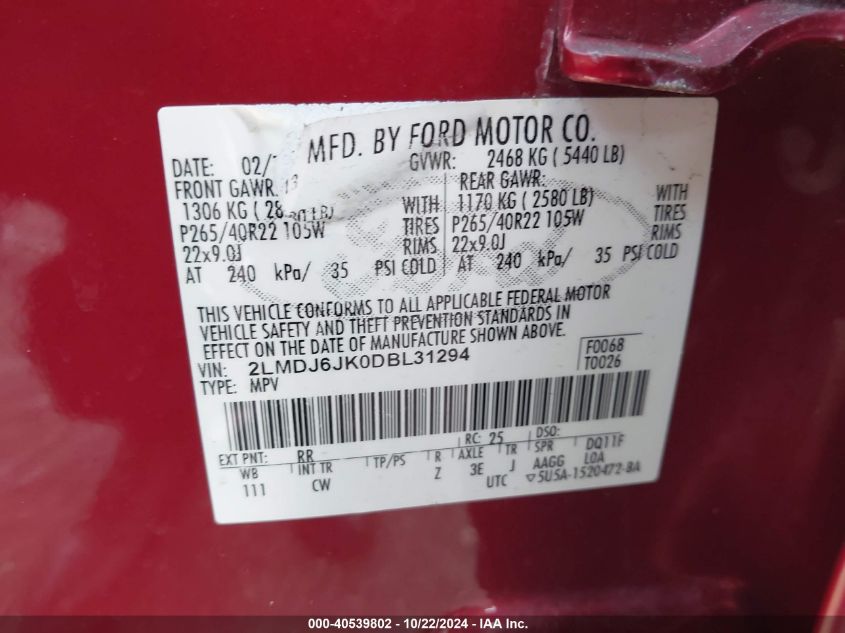 MFD. BY FORD MOTOR CO.
DATE: 02/ GVWR: 2468 KG ( 5440 LB)
FRONT GAWR: REAR GAWR:
1306 KG ( WITH 1170 KG ( 2580 LB) WITH
P265/40R22 105W TIRES P265/40R22 105W TIRES
22x9.0J RIMS 22x9.0J RIMS
AT 240 kPa/ 35 PSI COLD AT 240 kPa/ 35 PSI COLD
THIS VEHICLE CONFORMS TO ALL APPLICABLE FEDERAL MOTOR
VEHICLE SAFETY AND THEFT PREVENTION STANDARDS IN
EFFECT ON THE DATE OF MANUFACTURE SHOWN ABOVE.
VIN: 2LMDJ6JK0DBL31294 F0068
TYPE: MPV T0026
RC: 25 DSO:
EXT PNT: RR DQ11F
WB INT TR TP/PS R AXLE TR SPR LOA
111 CW Z 3E J AAGG
UTC ▽5U5A-1520472-BA
000-40539802 - 10/22/2024 - IAA Inc.